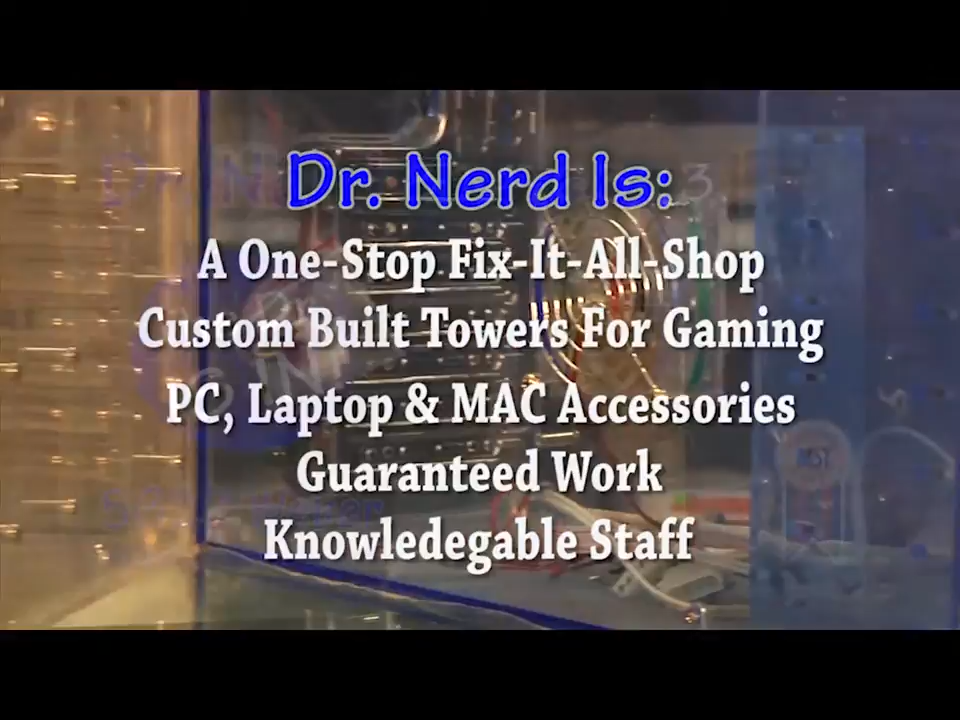 Dr. Nerd Is:
A One-Stop Fix-It-All-Shop
Custom Built Towers For Gaming
PC, Laptop & MAC Accessories
Guaranteed Work
Knowledegable Staff